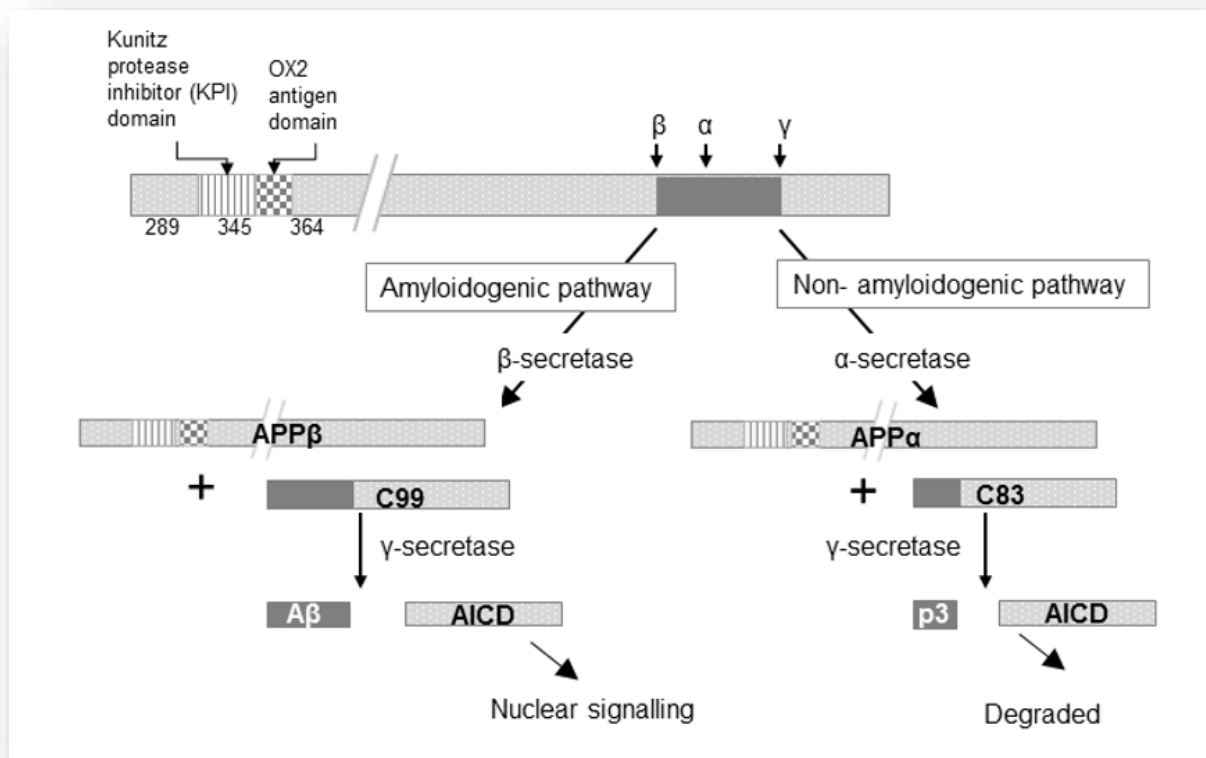 Kunitz
protease
inhibitor (KPI)
domain
OX2
antigen
domain
β
α
γ
289
345
364
Amyloidogenic pathway
Non- amyloidogenic pathway
β-secretase
α-secretase
APPβ
APPα
+
C99
+
C83
γ-secretase
γ-secretase
Aβ
AICD
p3
AICD
Nuclear signalling
Degraded